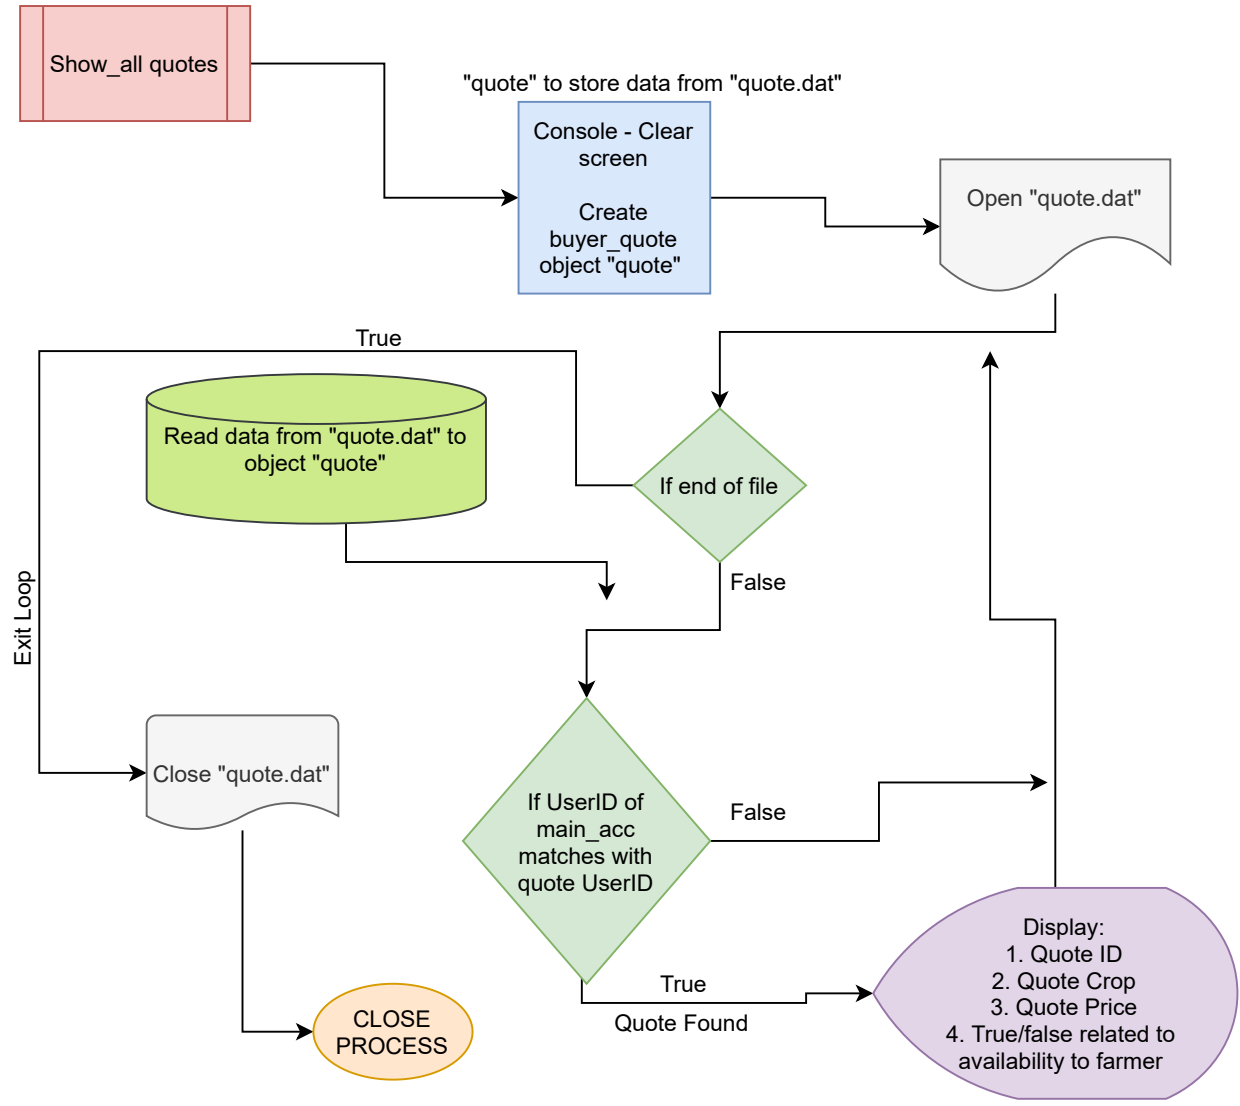 Show_all quotes
"quote" to store data from "quote.dat"
Console - Clear
screen
Create
buyer_quote
object "quote"
Open "quote.dat"
True
Read data from "quote.dat" to
object "quote"
If end of file
False
Exit Loop
Close "quote.dat"
If UserID of
main_acc
matches with
quote UserID
False
True
Quote Found
Display:
1. Quote ID
2. Quote Crop
3. Quote Price
4. True/false related to
availability to farmer
CLOSE
PROCESS